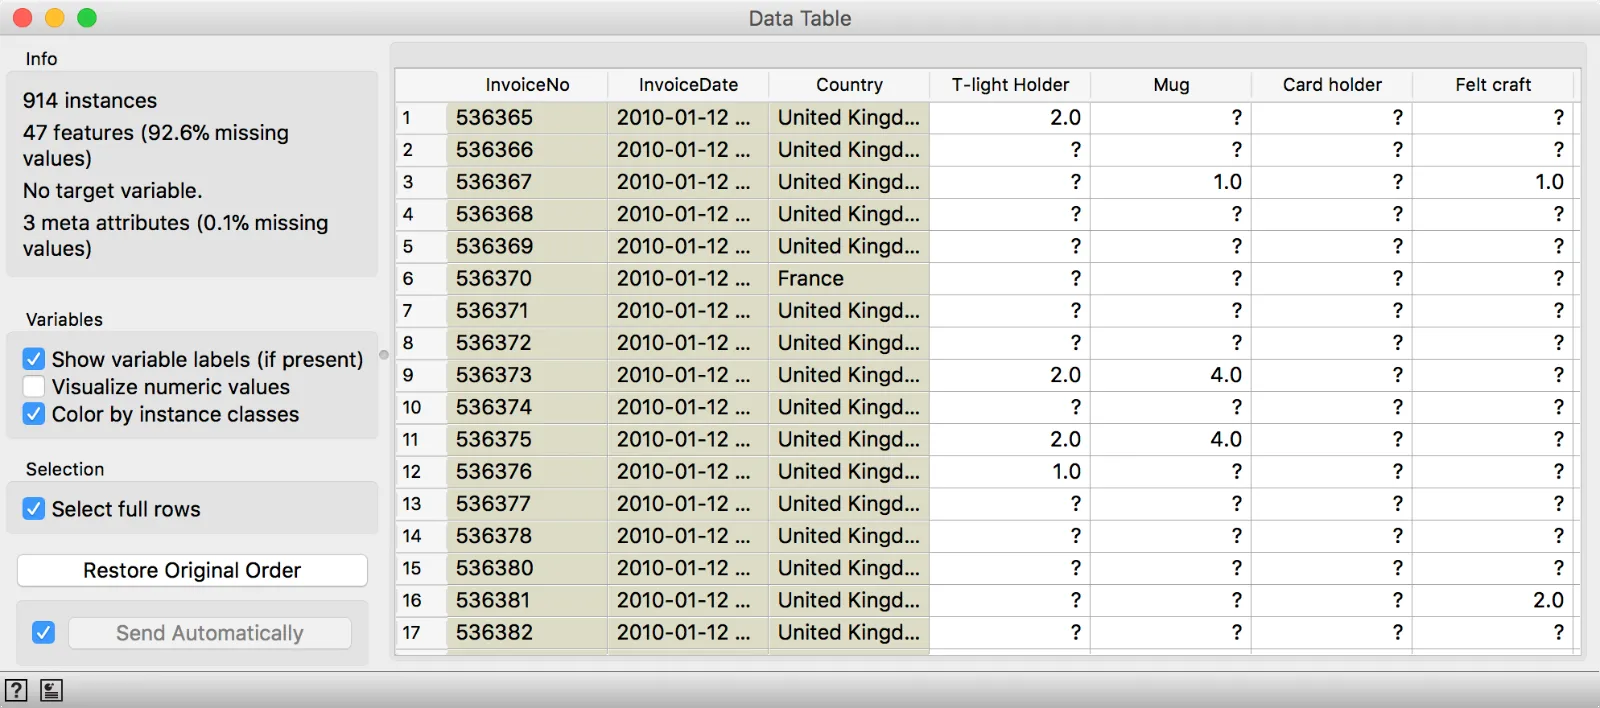 Data Table
Info
914 instances
47 features (92.6% missing
values)
No target variable.
3 meta attributes (0.1% missing
values)
Variables
Show variable labels (if present)
Visualize numeric values
Color by instance classes
Selection
Select full rows
Restore Original Order
Send Automatically
InvoiceNo InvoiceDate Country T-light Holder Mug Card holder Felt craft
1 536365 2010-01-12 ... United Kingd... 2.0 ? ? ?
2 536366 2010-01-12 ... United Kingd... ? ? ? ?
3 536367 2010-01-12 ... United Kingd... ? 1.0 ? 1.0
4 536368 2010-01-12 ... United Kingd... ? ? ? ?
5 536369 2010-01-12 ... United Kingd... ? ? ? ?
6 536370 2010-01-12 ... France ? ? ? ?
7 536371 2010-01-12 ... United Kingd... ? ? ? ?
8 536372 2010-01-12 ... United Kingd... ? ? ? ?
9 536373 2010-01-12 ... United Kingd... 2.0 4.0 ? ?
10 536374 2010-01-12 ... United Kingd... ? ? ? ?
11 536375 2010-01-12 ... United Kingd... 2.0 4.0 ? ?
12 536376 2010-01-12 ... United Kingd... 1.0 ? ? ?
13 536377 2010-01-12 ... United Kingd... ? ? ? ?
14 536378 2010-01-12 ... United Kingd... ? ? ? ?
15 536380 2010-01-12 ... United Kingd... ? ? ? ?
16 536381 2010-01-12 ... United Kingd... ? ? ? 2.0
17 536382 2010-01-12 ... United Kingd... ? ? ? ?
?